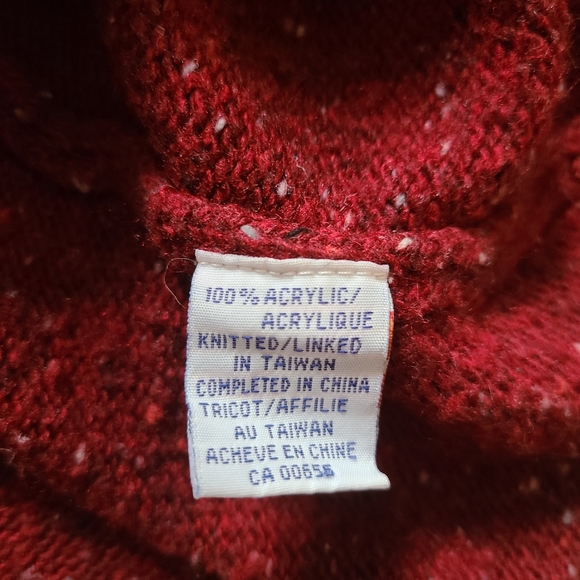 100% ACRYLIC/
ACRYLIQUE
KNITTED/LINKED
IN TAIWAN
COMPLETED IN CHINA
TRICOT/AFFILIE
AU TAIWAN
ACHEVE EN CHINE
CA 00656